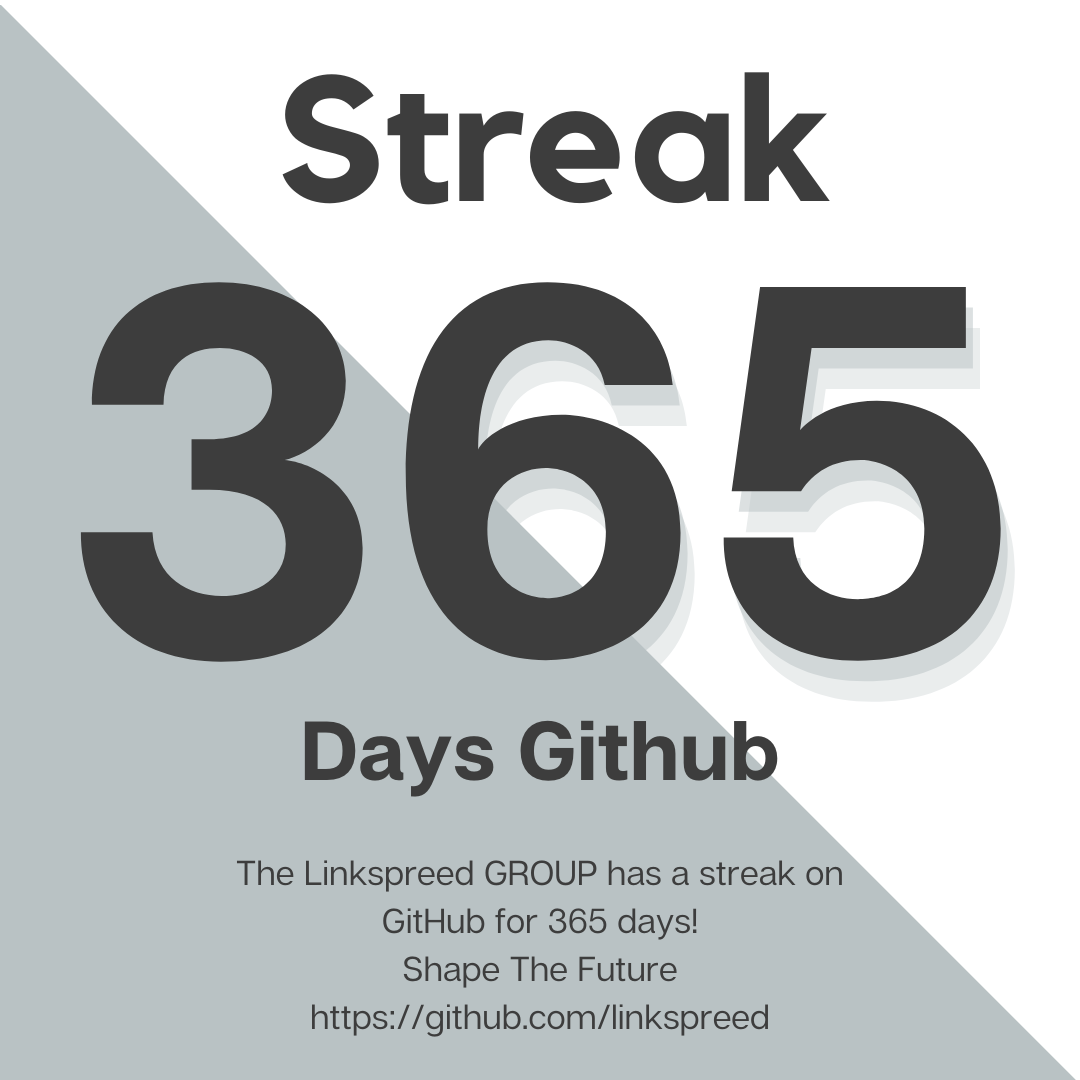 Streak
365
Days Github
The Linkspreed GROUP has a streak on
GitHub for 365 days!
Shape The Future
https://github.com/linkspreed